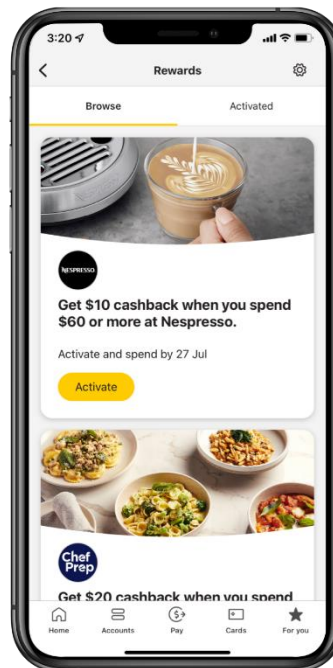 3:20
Rewards
Browse
Activated
NESPRESSO
Get $10 cashback when you spend
$60 or more at Nespresso.
Activate and spend by 27 Jul
Activate
Chef
Prep
Get $20 cashback when you spend
Home
Accounts
Pay
Cards
For you